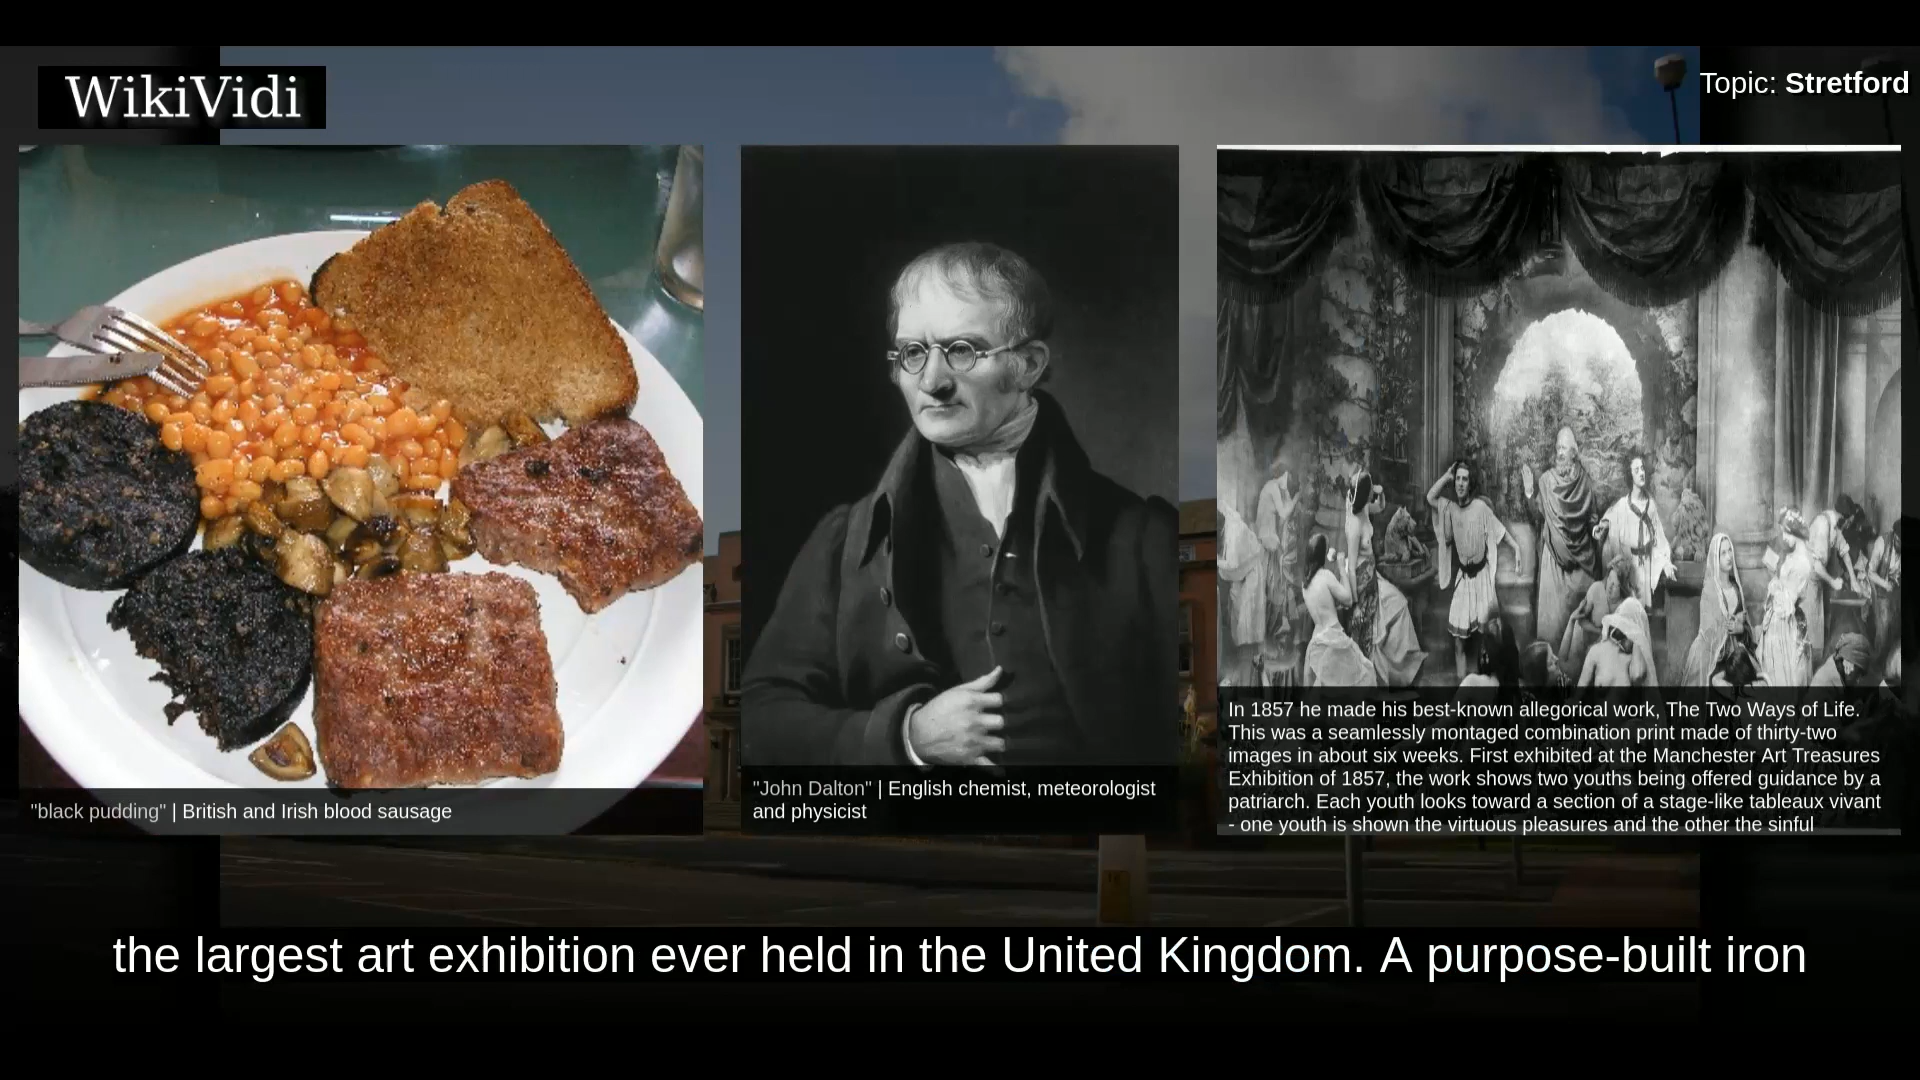 WikiVidi
Topic: Stretford
"black pudding" | British and Irish blood sausage
"John Dalton" | English chemist, meteorologist
and physicist
In 1857 he made his best-known allegorical work, The Two Ways of Life.
This was a seamlessly montaged combination print made of thirty-two
images in about six weeks. First exhibited at the Manchester Art Treasures
Exhibition of 1857, the work shows two youths being offered guidance by a
patriarch. Each youth looks toward a section of a stage-like tableaux vivant
- one youth is shown the virtuous pleasures and the other the sinful
the largest art exhibition ever held in the United Kingdom. A purpose-built iron